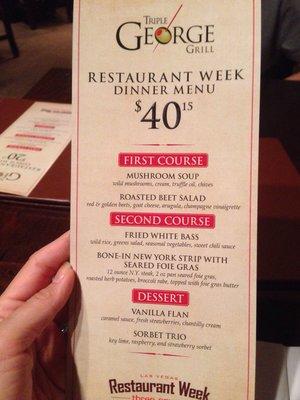 TRIPLE
GEORGE
GRILL
RESTAURANT WEEK
DINNER MENU
$40 15
FIRST COURSE
MUSHROOM SOUP
wild mushrooms, cream, truffle oil, chives
ROASTED BEET SALAD
red & golden beets, goat cheese, arugula, champagne vinaigrette
SECOND COURSE
FRIED WHITE BASS
wild rice, greens salad, seasonal vegetables, sweet chili sauce
BONE-IN NEW YORK STRIP WITH
SEARED FOIE GRAS
12 ounce N.Y. steak, 2 oz pan seared foie gras,
roasted herb potatoes, broccoli rabe, topped with foie gras butter
DESSERT
VANILLA FLAN
caramel sauce, fresh strawberries, chantilly cream
SORBET TRIO
key lime, raspberry, and strawberry sorbet
LAS VEGAS
Restaurant Week